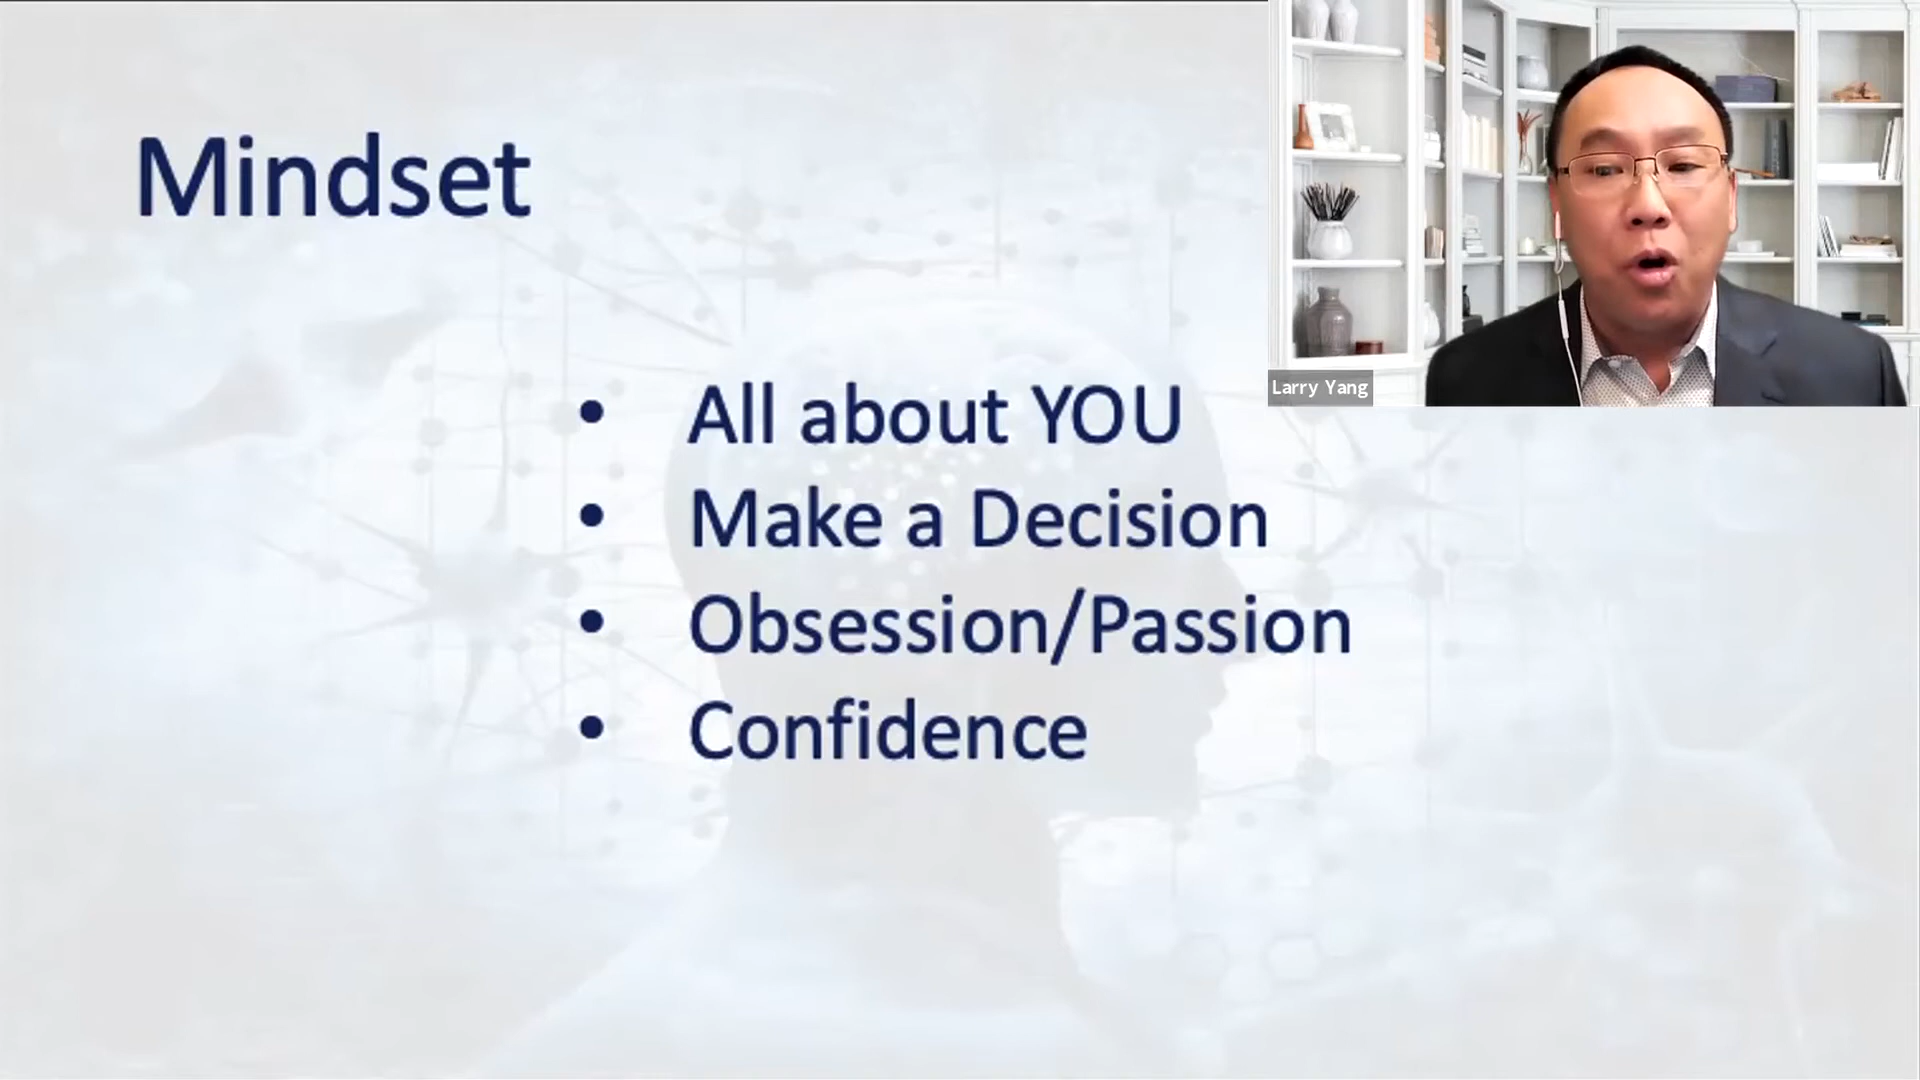 Mindset
• All about YOU
• Make a Decision
• Obsession/Passion
• Confidence
Larry Yang